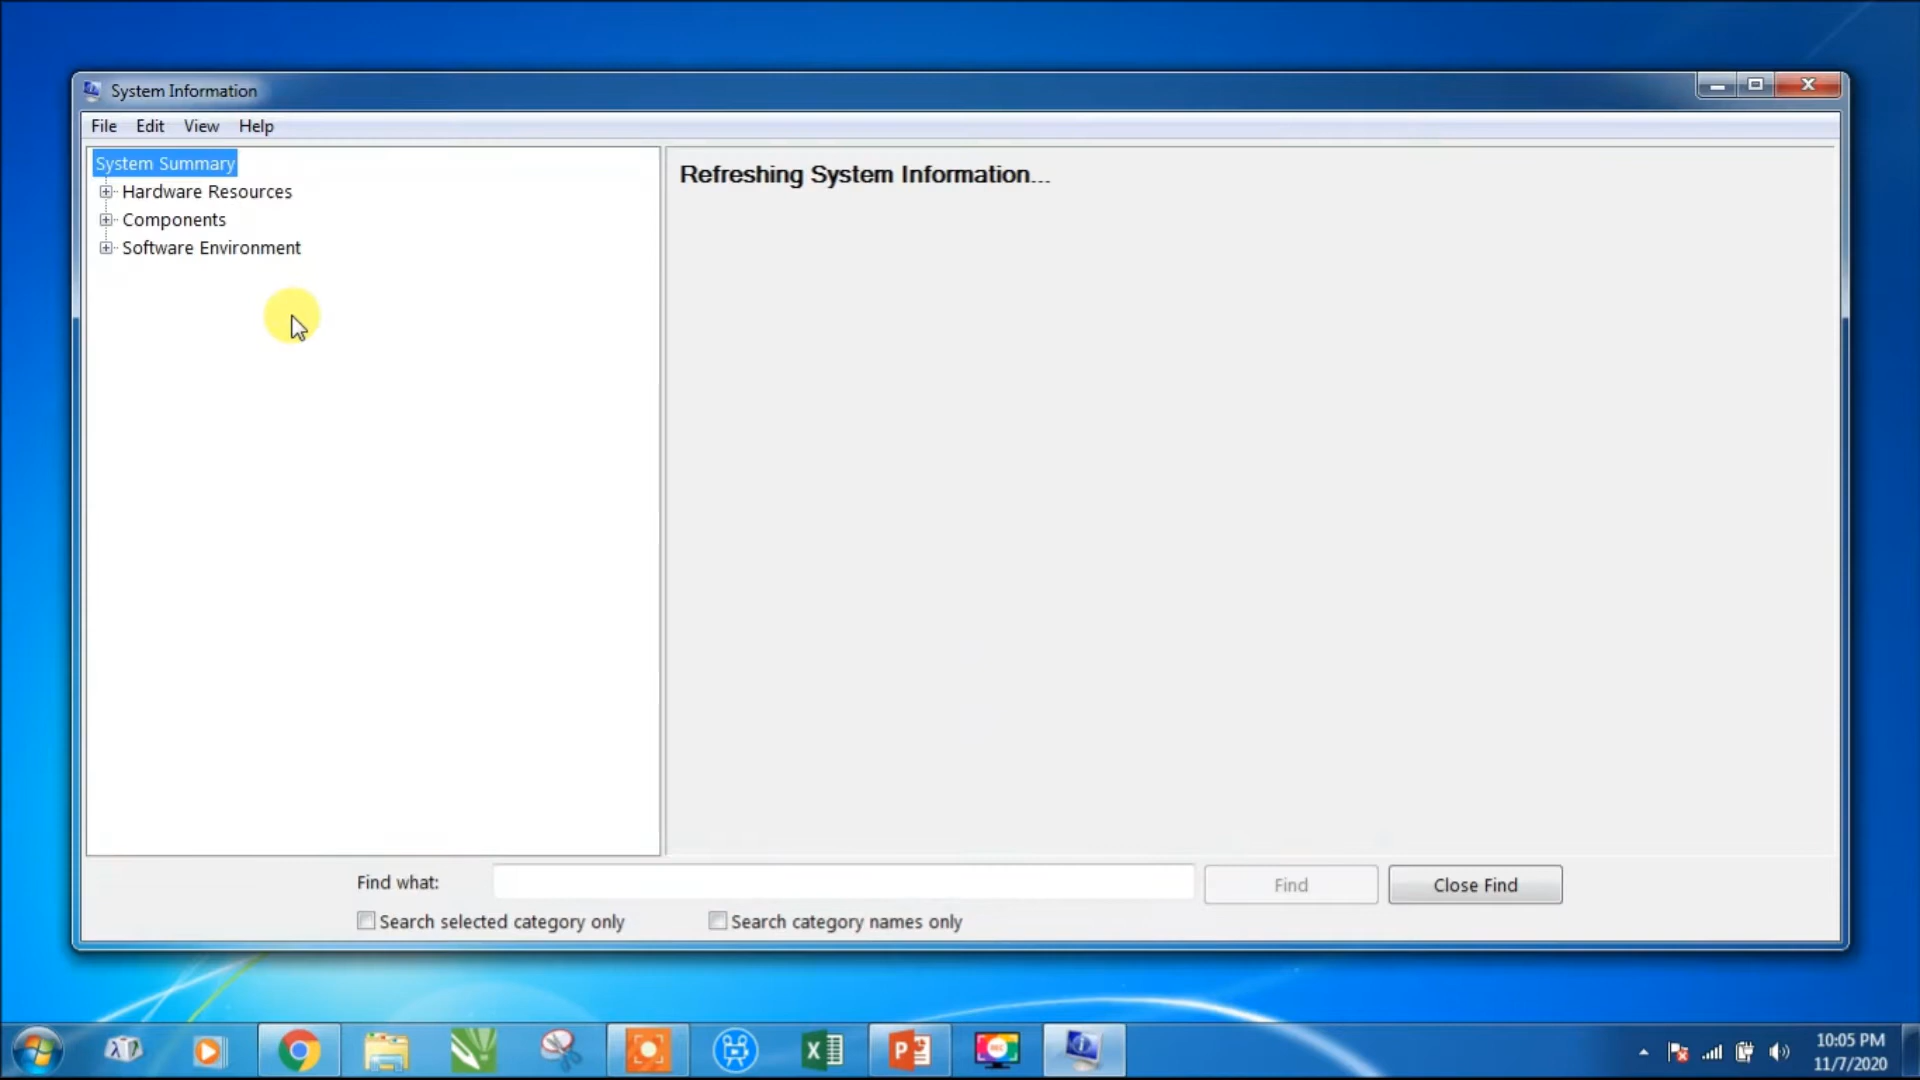 System Information
File Edit View Help
System Summary
Hardware Resources
Components
Software Environment
Refreshing System Information...
Find what:
Find
Close Find
Search selected category only
Search category names only
10:05 PM
11/7/2020